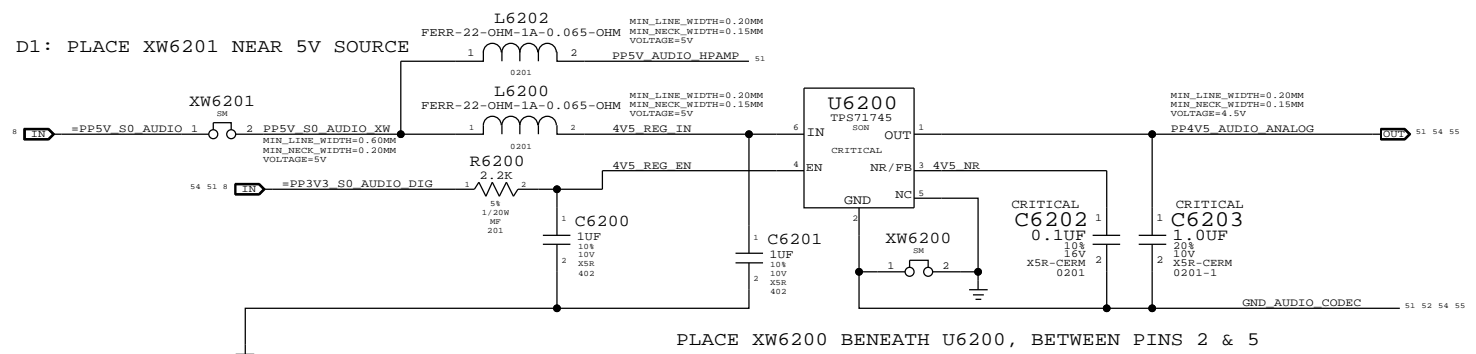 L6202
FERR-22-OHM-1A-0.065-OHM
MIN_LINE_WIDTH=0.20MM
MIN_NECK_WIDTH=0.15MM
VOLTAGE=5V
D1: PLACE XW6201 NEAR 5V SOURCE
1 2 PP5V_AUDIO_HPAMP 51
0201
L6200
FERR-22-OHM-1A-0.065-OHM
MIN_LINE_WIDTH=0.20MM
MIN_NECK_WIDTH=0.15MM
VOLTAGE=5V
XW6201
SM
8 IN =PP5V_S0_AUDIO 1 2 PP5V_S0_AUDIO_XW
MIN_LINE_WIDTH=0.60MM
MIN_NECK_WIDTH=0.20MM
VOLTAGE=5V
1 2 4V5_REG_IN
0201
U6200
TPS71745
SON
CRITICAL
6 IN
OUT 1
4 EN
NR/FB 3 4V5_NR
NC 5
GND
2
MIN_LINE_WIDTH=0.20MM
MIN_NECK_WIDTH=0.15MM
VOLTAGE=4.5V
PP4V5_AUDIO_ANALOG OUT 51 54 55
R6200
2.2K
54 51 8 IN =PP3V3_S0_AUDIO_DIG 1 2
5%
1/20W
MF
201
4V5_REG_EN
1 C6200
1UF
10%
10V
2 X5R
402
1 C6201
1UF
10%
10V
2 X5R
402
XW6200
SM
1 2
CRITICAL
C6202 1
0.1UF
10%
16V
X5R-CERM 2
0201
CRITICAL
1 C6203
1.0UF
20%
2 10V
X5R-CERM
0201-1
GND_AUDIO_CODEC 51 52 54 55
PLACE XW6200 BENEATH U6200, BETWEEN PINS 2 & 5